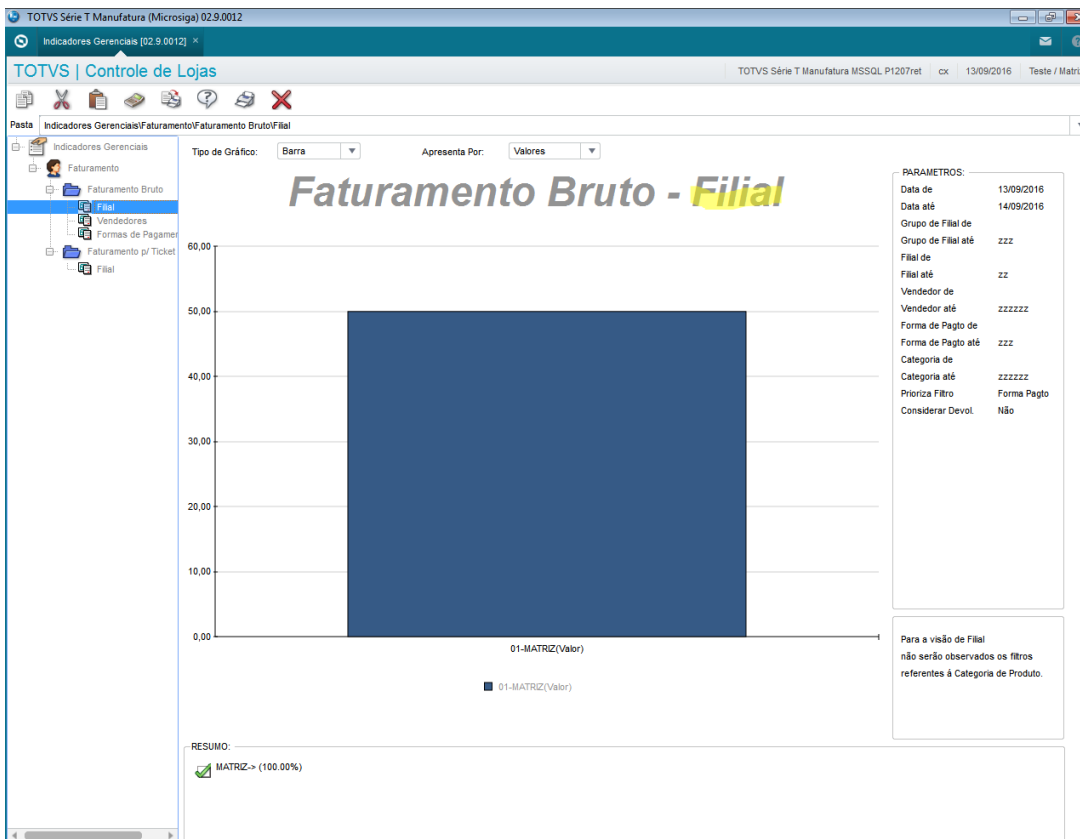 TOTVS Série T Manufatura (Microsiga) 02.9.0012
Indicadores Gerenciais [02.9.0012] ×
TOTVS | Controle de Lojas
TOTVS Série T Manufatura MSSQL P1207ret cx 13/09/2016 Teste / Matriz
Pasta Indicadores Gerenciais\Faturamento\Faturamento Bruto\Filial
Indicadores Gerenciais
Faturamento
Faturamento Bruto
Filial
Vendedores
Formas de Pagamen
Faturamento p/ Ticket
Filial
Tipo de Gráfico: Barra Apresenta Por: Valores
Faturamento Bruto - Filial
60,00
50,00
40,00
30,00
20,00
10,00
0,00
01-MATRIZ(Valor)
01-MATRIZ(Valor)
PARAMETROS:
Data de 13/09/2016
Data até 14/09/2016
Grupo de Filial de
Grupo de Filial até zzz
Filial de
Filial até zz
Vendedor de
Vendedor até zzzzzz
Forma de Pagto de
Forma de Pagto até zzz
Categoria de
Categoria até zzzzzz
Prioriza Filtro Forma Pagto
Considerar Devol. Não
Para a visão de Filial
não serão observados os filtros
referentes á Categoria de Produto.
RESUMO:
MATRIZ-> (100.00%)